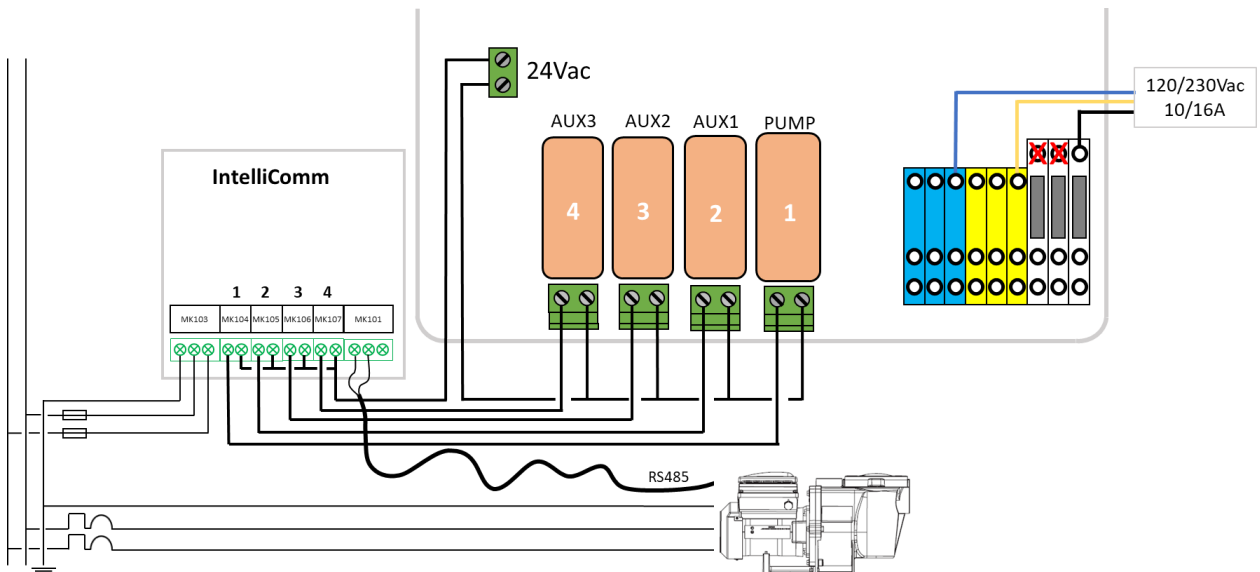 24Vac
120/230Vac
10/16A
AUX3 AUX2 AUX1 PUMP
IntelliComm
4 3 2 1
1 2 3 4
MK103 MK104 MK105 MK106 MK107 MK101
RS485